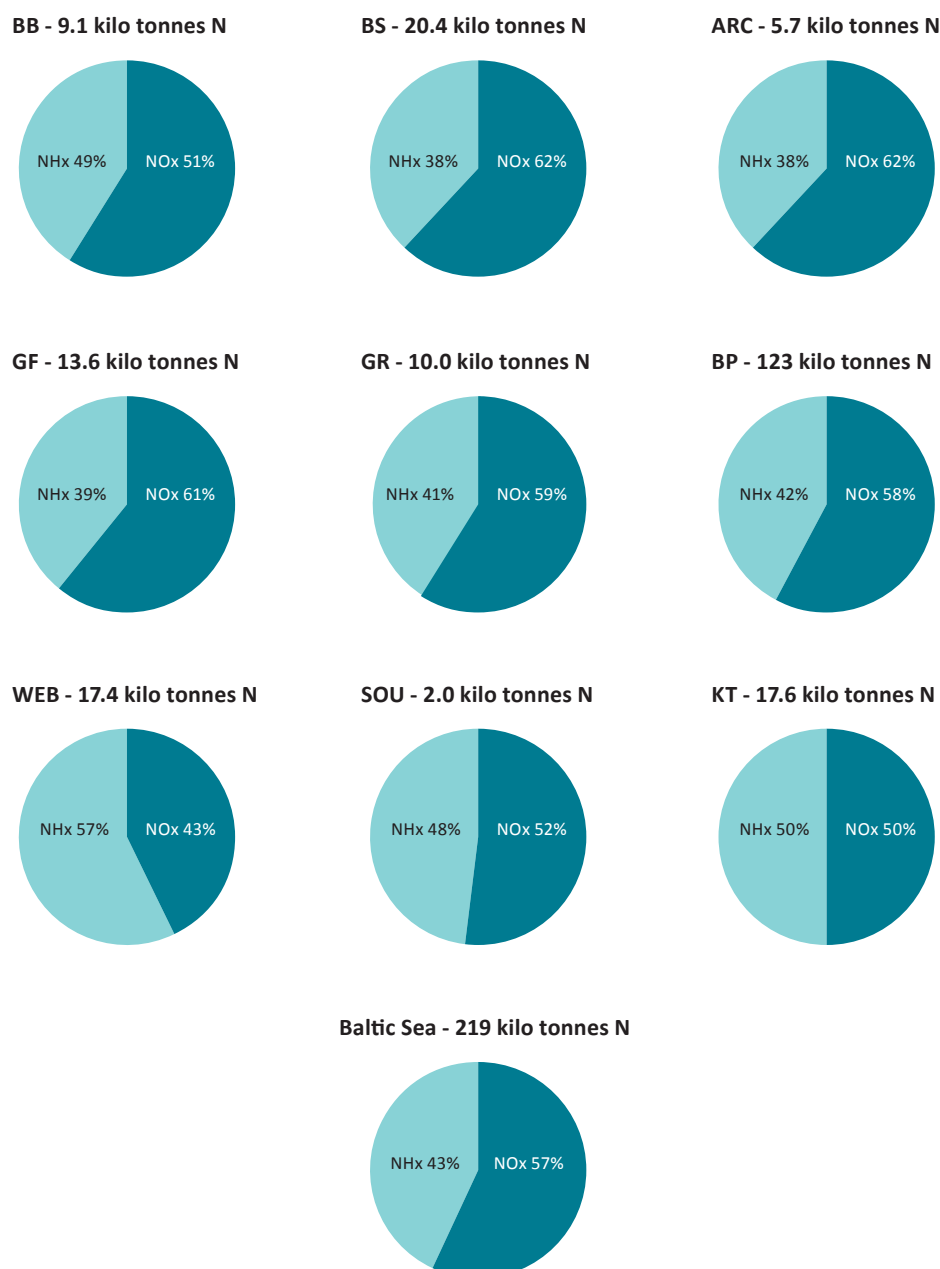 BB - 9.1 kilo tonnes N
BS - 20.4 kilo tonnes N
ARC - 5.7 kilo tonnes N
NHx 49%
NOx 51%
NHx 38%
NOx 62%
NHx 38%
NOx 62%
GF - 13.6 kilo tonnes N
GR - 10.0 kilo tonnes N
BP - 123 kilo tonnes N
NHx 39%
NOx 61%
NHx 41%
NOx 59%
NHx 42%
NOx 58%
WEB - 17.4 kilo tonnes N
SOU - 2.0 kilo tonnes N
KT - 17.6 kilo tonnes N
NHx 57%
NOx 43%
NHx 48%
NOx 52%
NHx 50%
NOx 50%
Baltic Sea - 219 kilo tonnes N
NHx 43%
NOx 57%